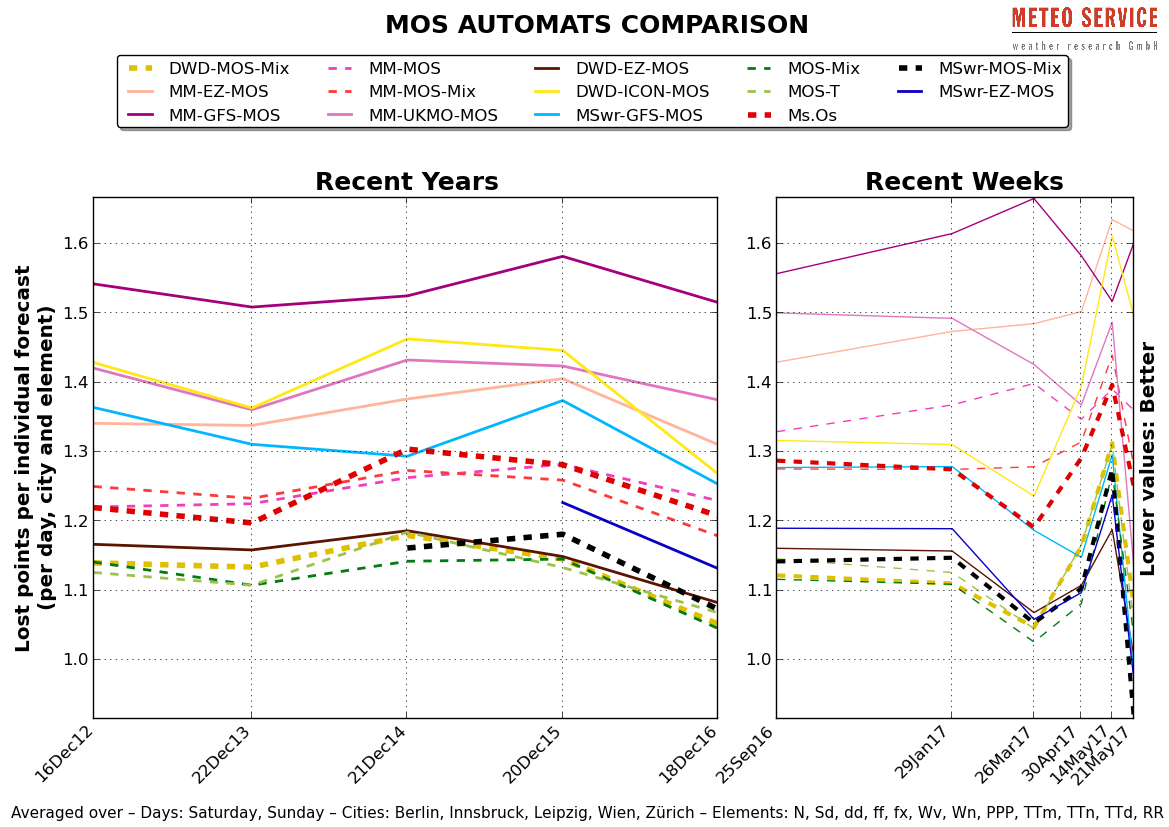 MOS AUTOMATS COMPARISON
METEO SERVICE
weather research GmbH
DWD-MOS-Mix
MM-EZ-MOS
MM-GFS-MOS
MM-MOS
MM-MOS-Mix
MM-UKMO-MOS
DWD-EZ-MOS
DWD-ICON-MOS
MSwr-GFS-MOS
MOS-Mix
MOS-T
Ms.Os
MSwr-MOS-Mix
MSwr-EZ-MOS
Recent Years
Recent Weeks
Lost points per individual forecast
(per day, city and element)
1.6
1.5
1.4
1.3
1.2
1.1
1.0
16Dec12
22Dec13
21Dec14
20Dec15
18Dec16
1.6
1.5
1.4
1.3
1.2
1.1
1.0
25Sep16
29Jan17
26Mar17
30Apr17
14May17
21May17
Lower values: Better
Averaged over – Days: Saturday, Sunday – Cities: Berlin, Innsbruck, Leipzig, Wien, Zürich – Elements: N, Sd, dd, ff, fx, Wv, Wn, PPP, TTm, TTn, TTd, RR